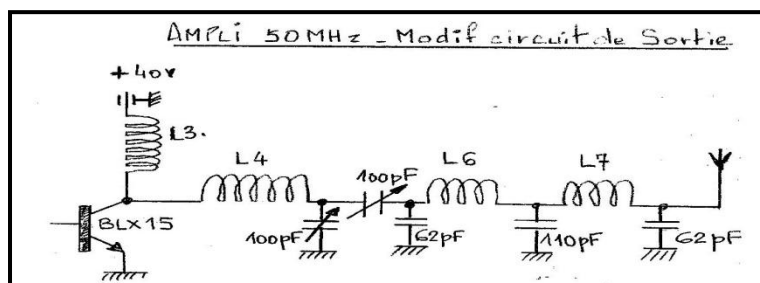 AMPLI 50MHz - Modif circuit de Sortie
+40v
L3.
L4
100pF
L6
L7
BLX15
100pF
62pF
110pF
62pF